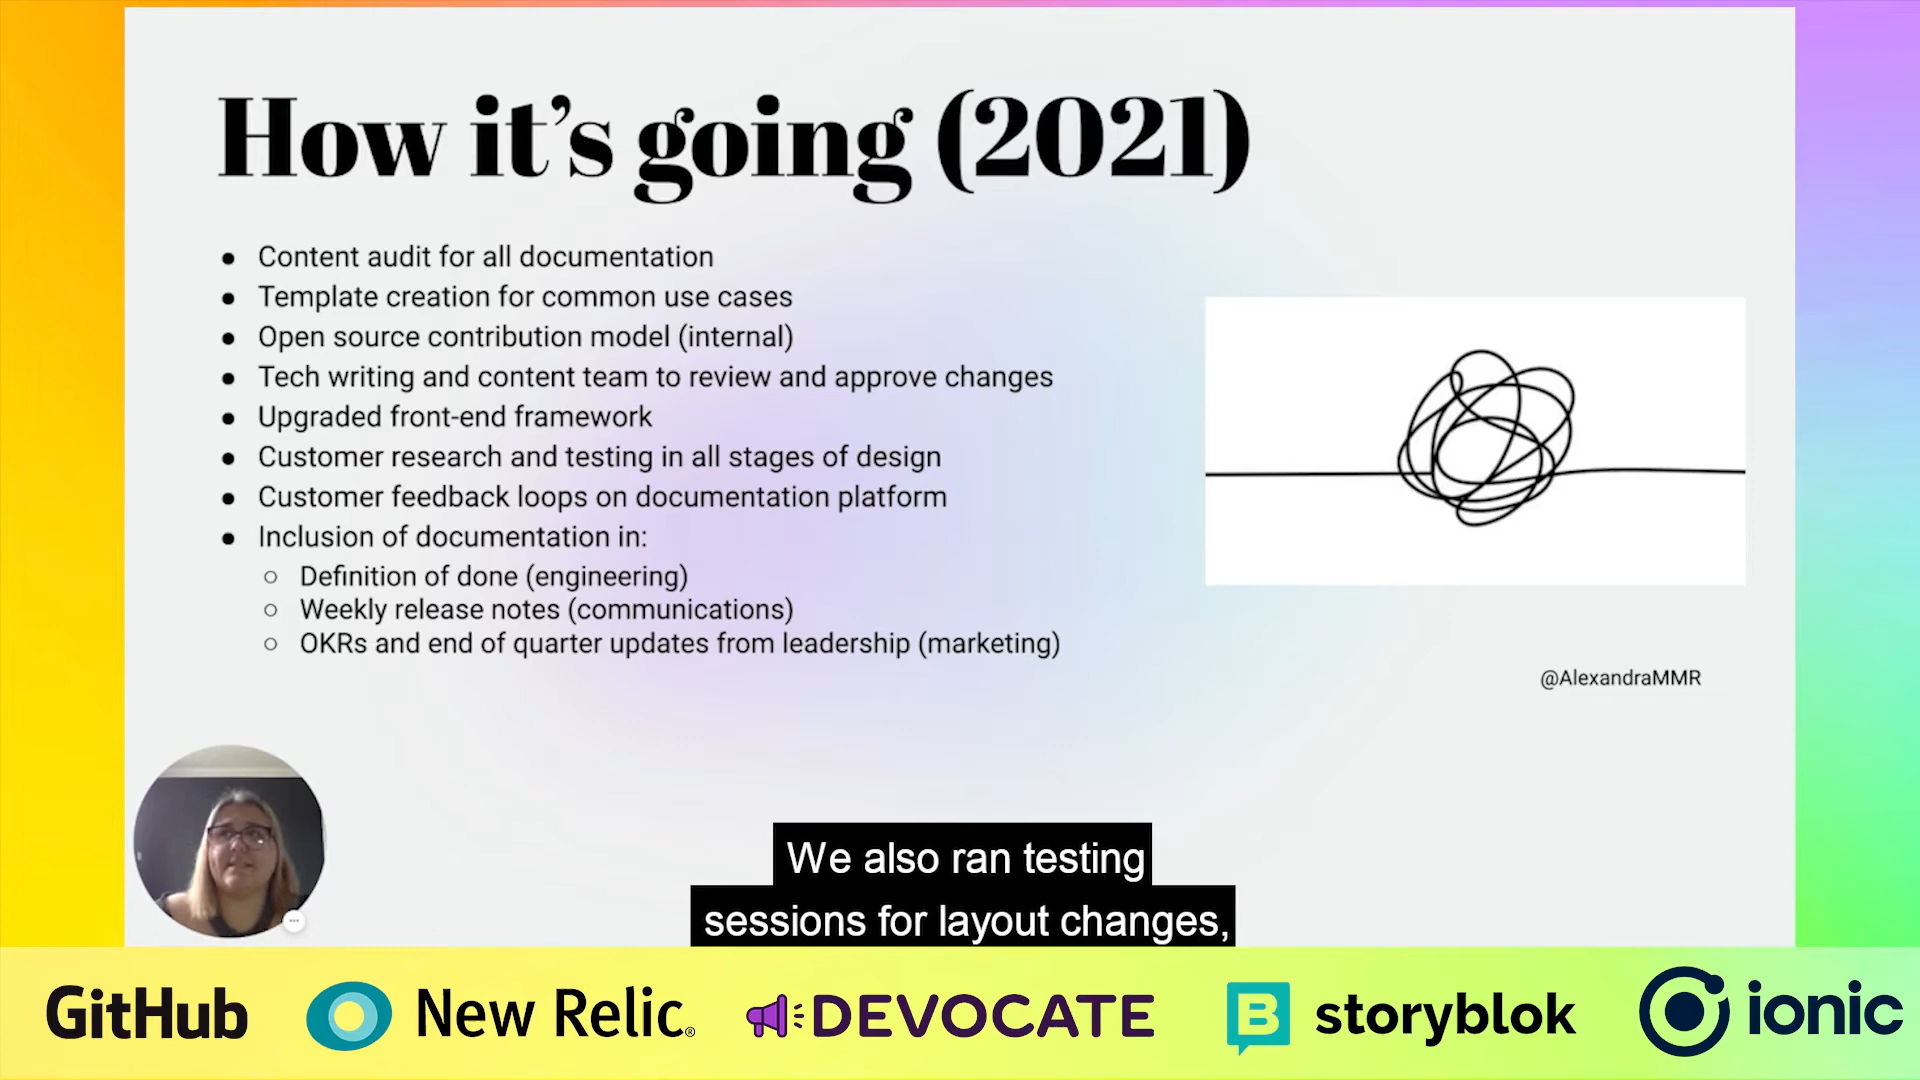 How it’s going (2021)
● Content audit for all documentation
● Template creation for common use cases
● Open source contribution model (internal)
● Tech writing and content team to review and approve changes
● Upgraded front-end framework
● Customer research and testing in all stages of design
● Customer feedback loops on documentation platform
● Inclusion of documentation in:
○ Definition of done (engineering)
○ Weekly release notes (communications)
○ OKRs and end of quarter updates from leadership (marketing)
@AlexandraMMR
We also ran testing
sessions for layout changes,
GitHub New Relic® DEVOCATE B storyblok ionic